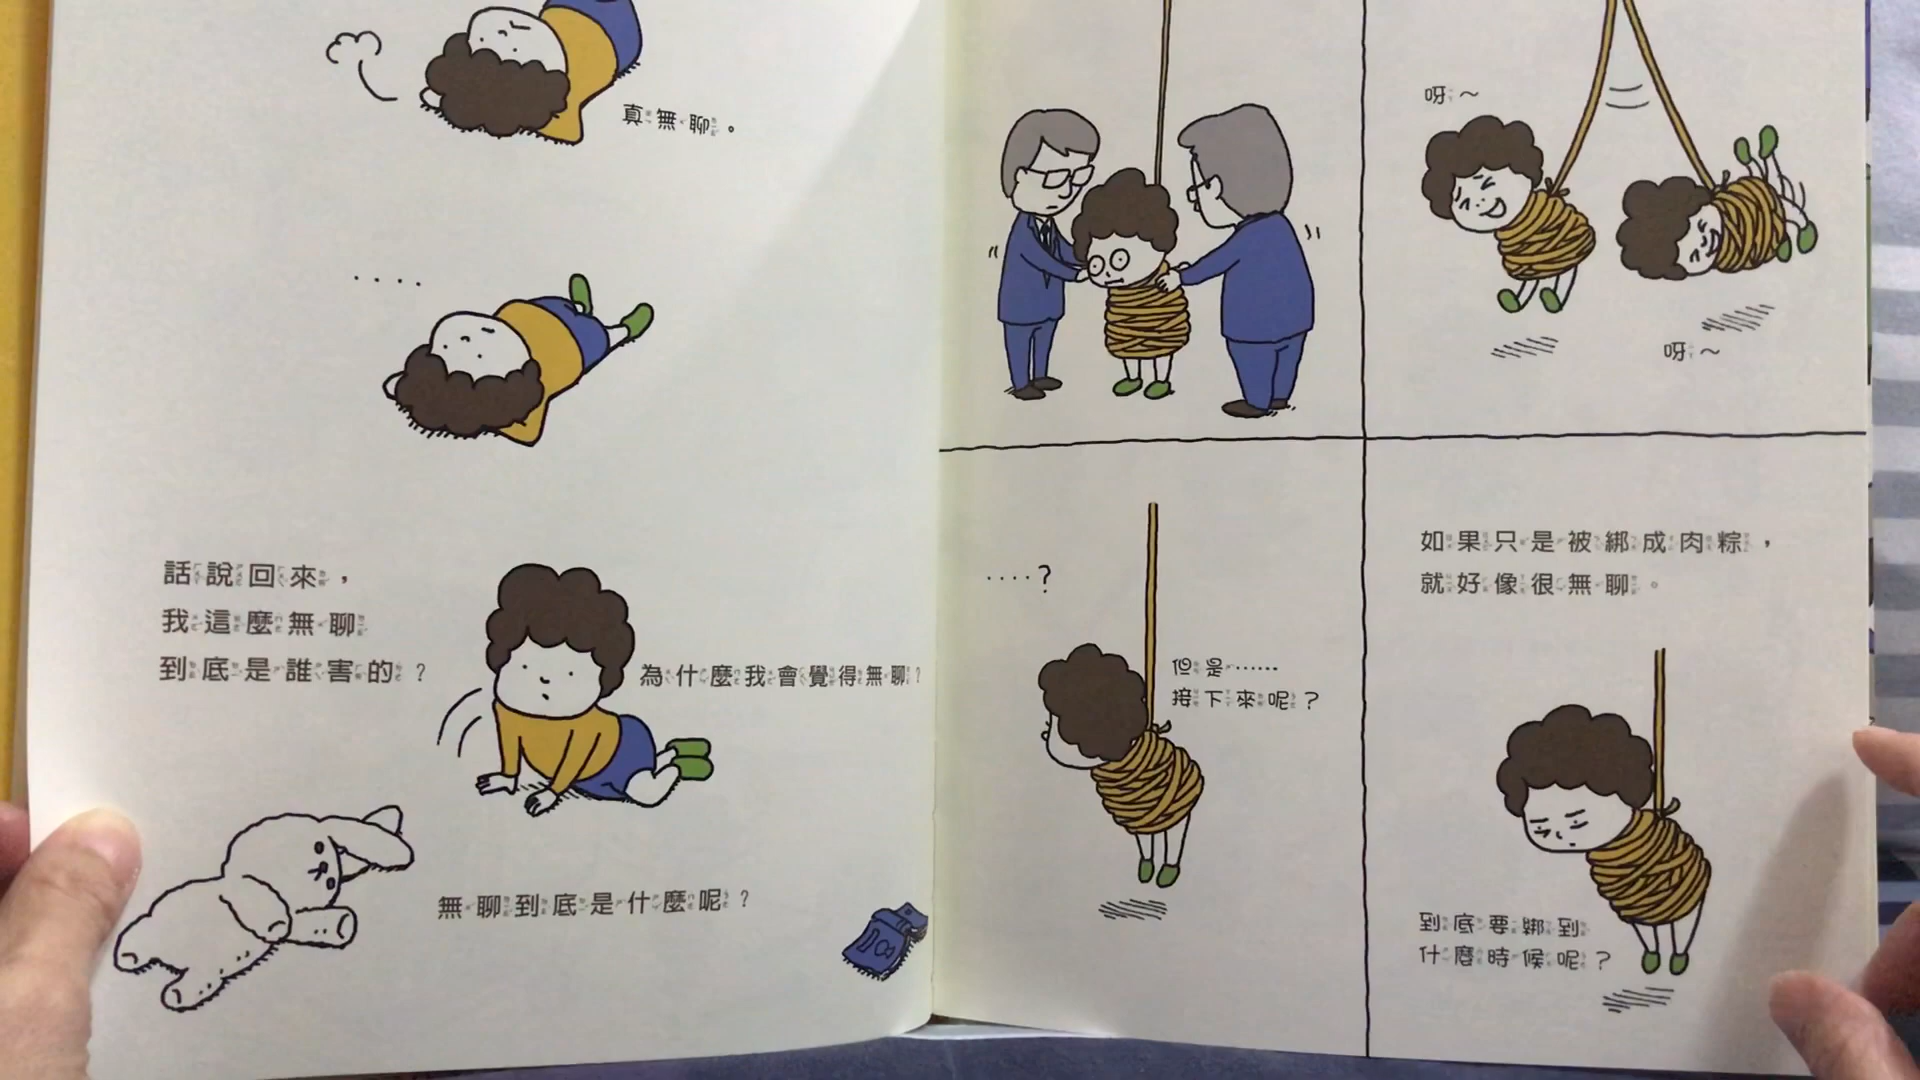 真無聊。
‧‧‧‧
話說回來，
我這麼無聊
到底是誰害的？
為什麼我會覺得無聊？
無聊到底是什麼呢？
呀～
呀～
‧‧‧‧?
但是‧‧‧‧‧‧
接下來呢？
如果只是被綁成肉粽，
就好像很無聊。
到底要綁到
什麼時候呢？